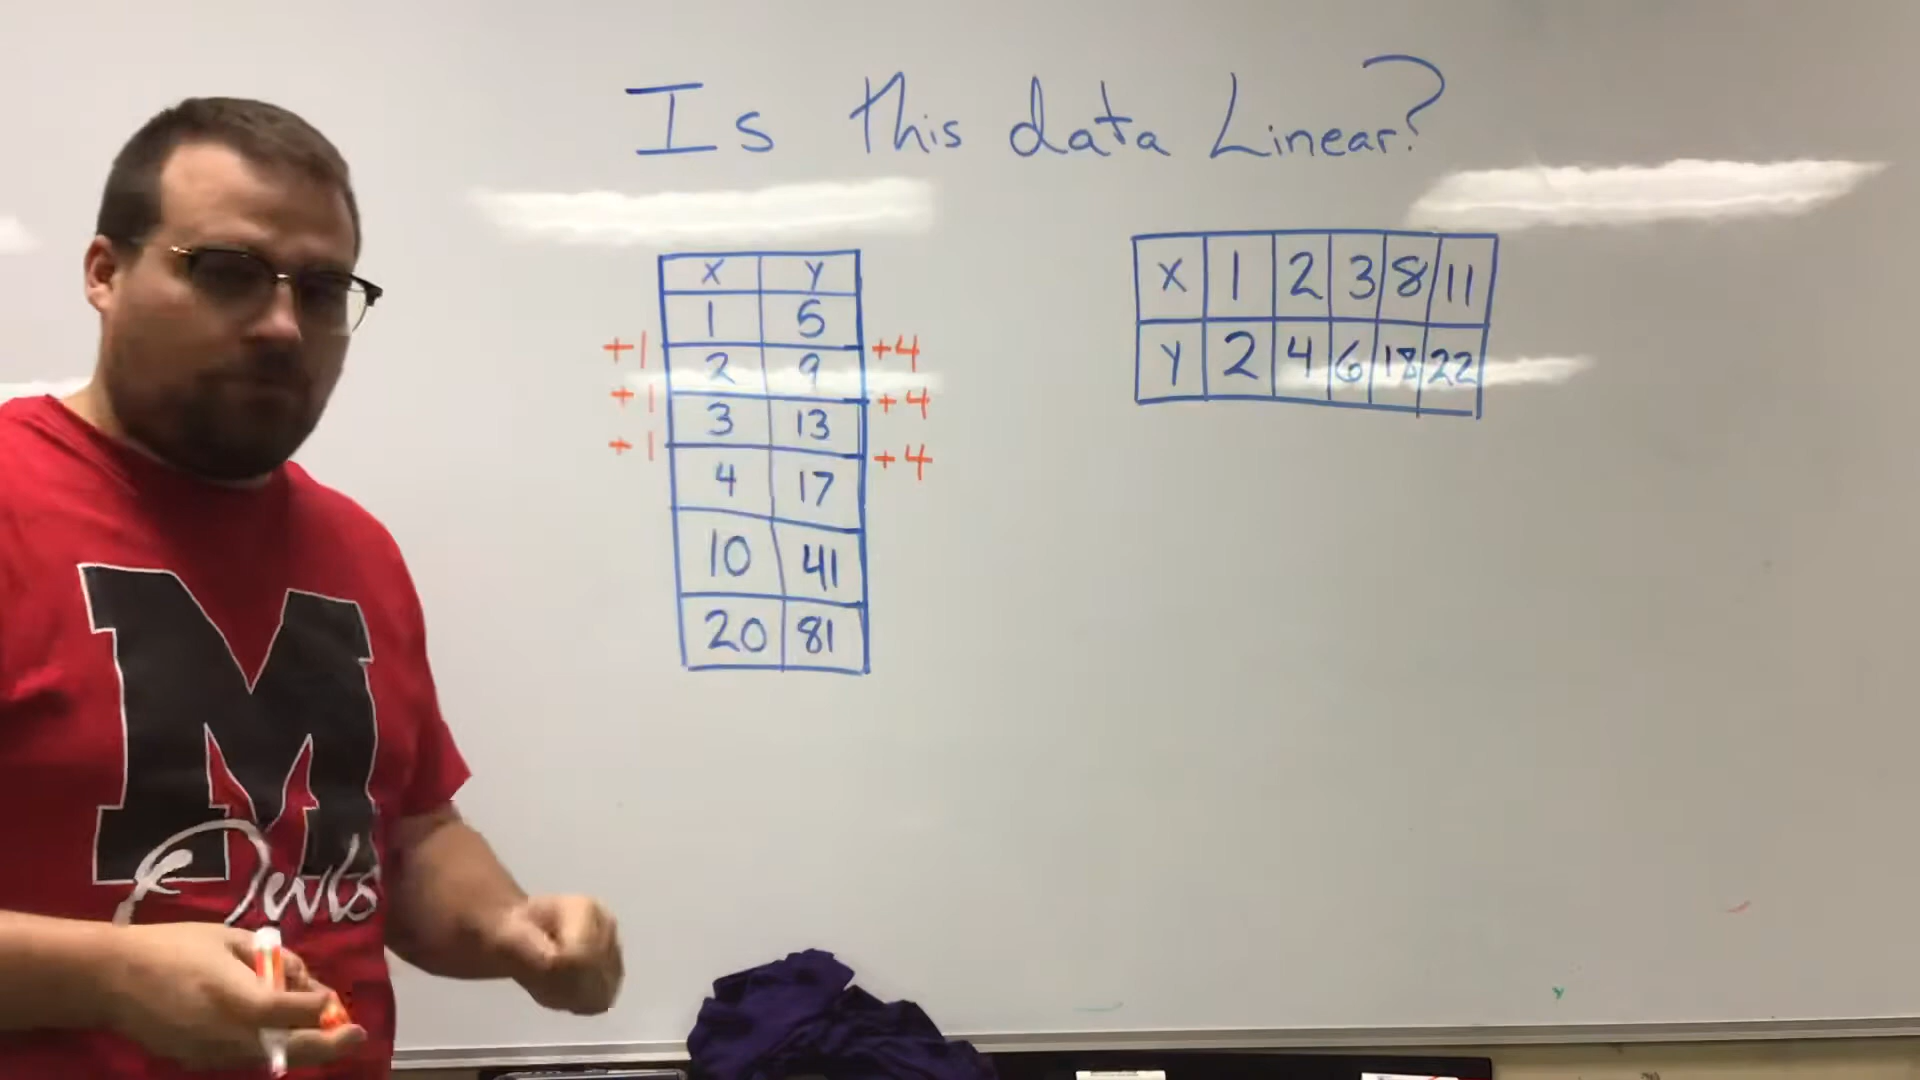 Is this data Linear?
X Y
1 5
+1 +4
2 9
+1 +4
3 13
+1 +4
4 17
10 41
20 81
X 1 2 3 8 11
Y 2 4 6 18 22
M
Owls